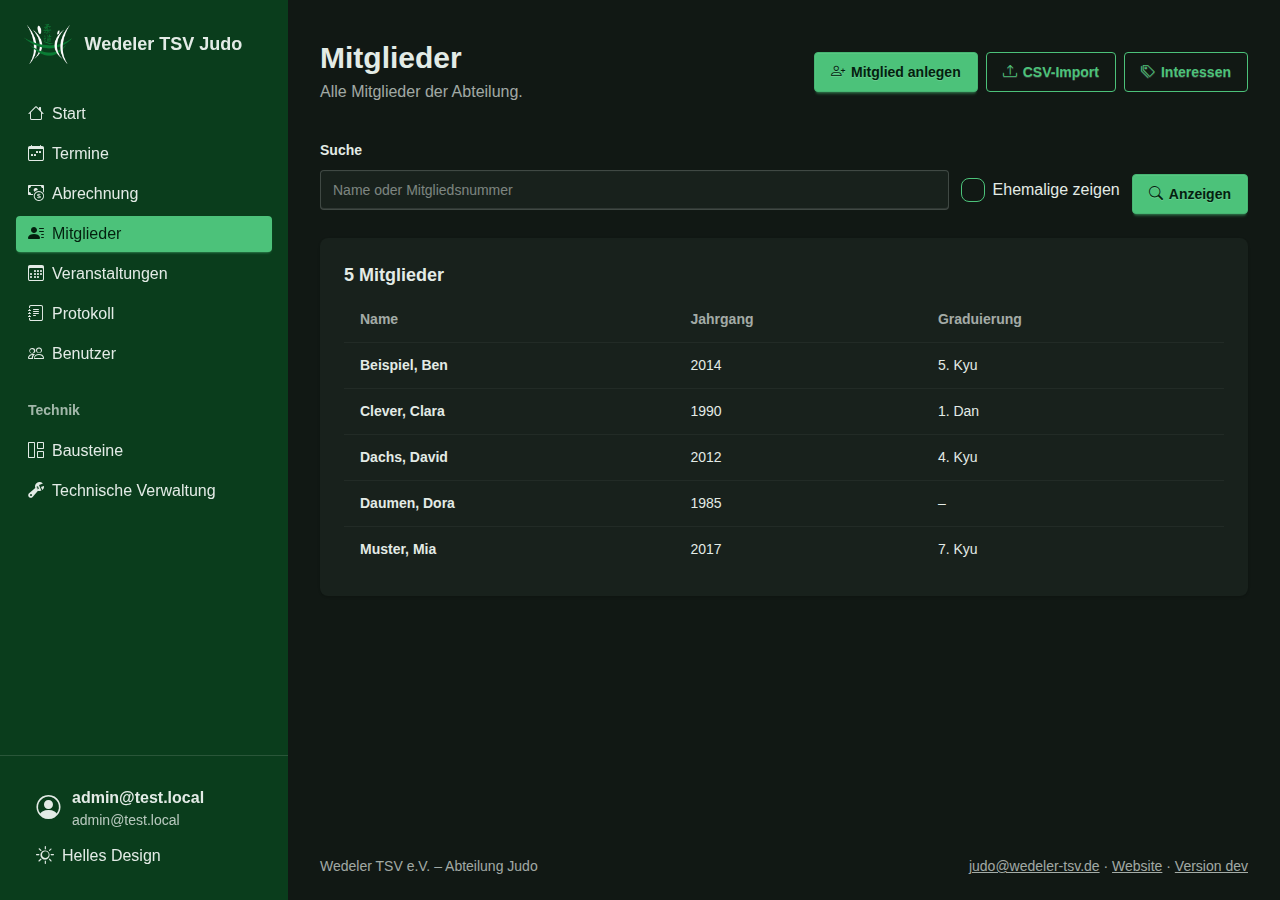 Wedeler TSV Judo
Start
Termine
Abrechnung
Mitglieder
Veranstaltungen
Protokoll
Benutzer
Technik
Bausteine
Technische Verwaltung
admin@test.local
admin@test.local
Helles Design
Mitglieder
Alle Mitglieder der Abteilung.
Mitglied anlegen
CSV-Import
Interessen
Suche
Name oder Mitgliedsnummer
Ehemalige zeigen
Anzeigen
5 Mitglieder
Name Jahrgang Graduierung
Beispiel, Ben 2014 5. Kyu
Clever, Clara 1990 1. Dan
Dachs, David 2012 4. Kyu
Daumen, Dora 1985 –
Muster, Mia 2017 7. Kyu
Wedeler TSV e.V. – Abteilung Judo
judo@wedeler-tsv.de · Website · Version dev